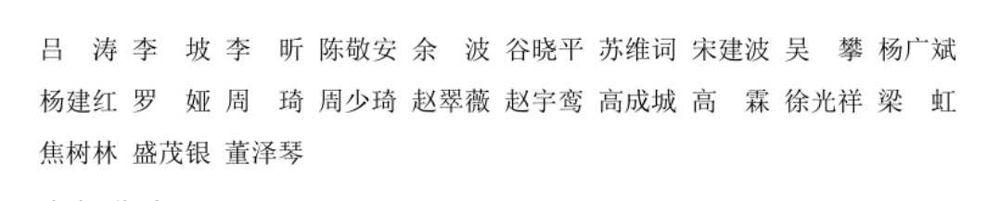 吕　涛 李　坡 李　昕 陈敬安 余　波 谷晓平 苏维词 宋建波 吴　攀 杨广斌
杨建红 罗　娅 周　琦 周少琦 赵翠薇 赵宇鸾 高成城 高　霖 徐光祥 梁　虹
焦树林 盛茂银 董泽琴